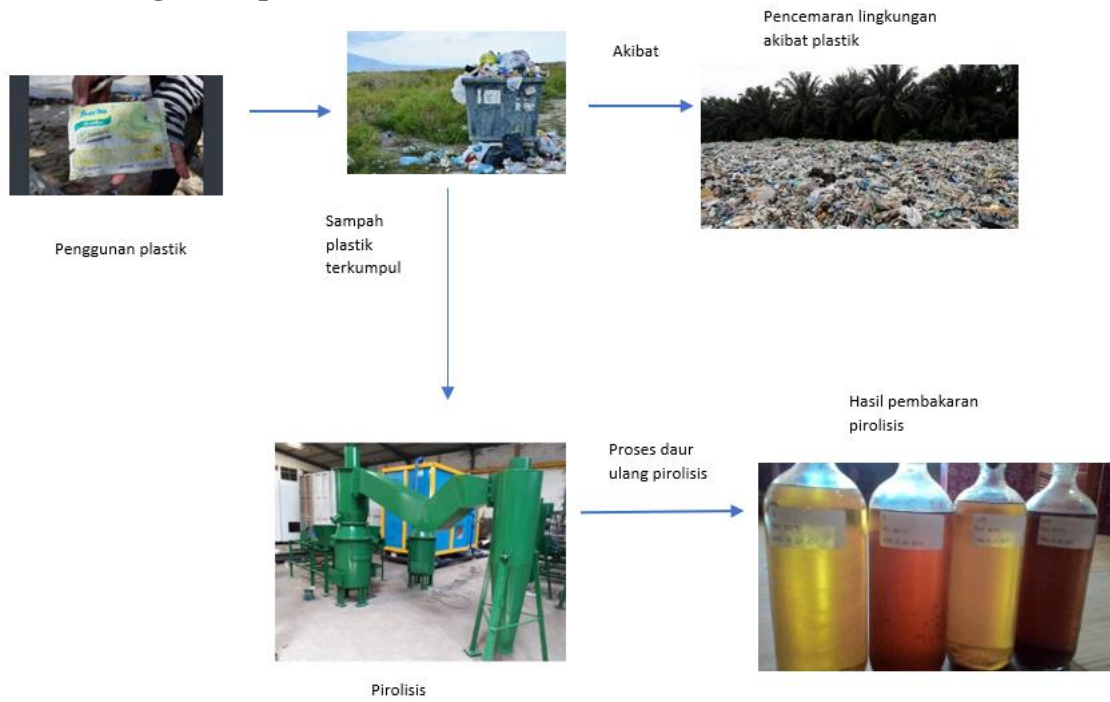 Pencemaran lingkungan
akibat plastik
Akibat
Penggunan plastik
Sampah
plastik
terkumpul
Hasil pembakaran
pirolisis
Proses daur
ulang pirolisis
Pirolisis